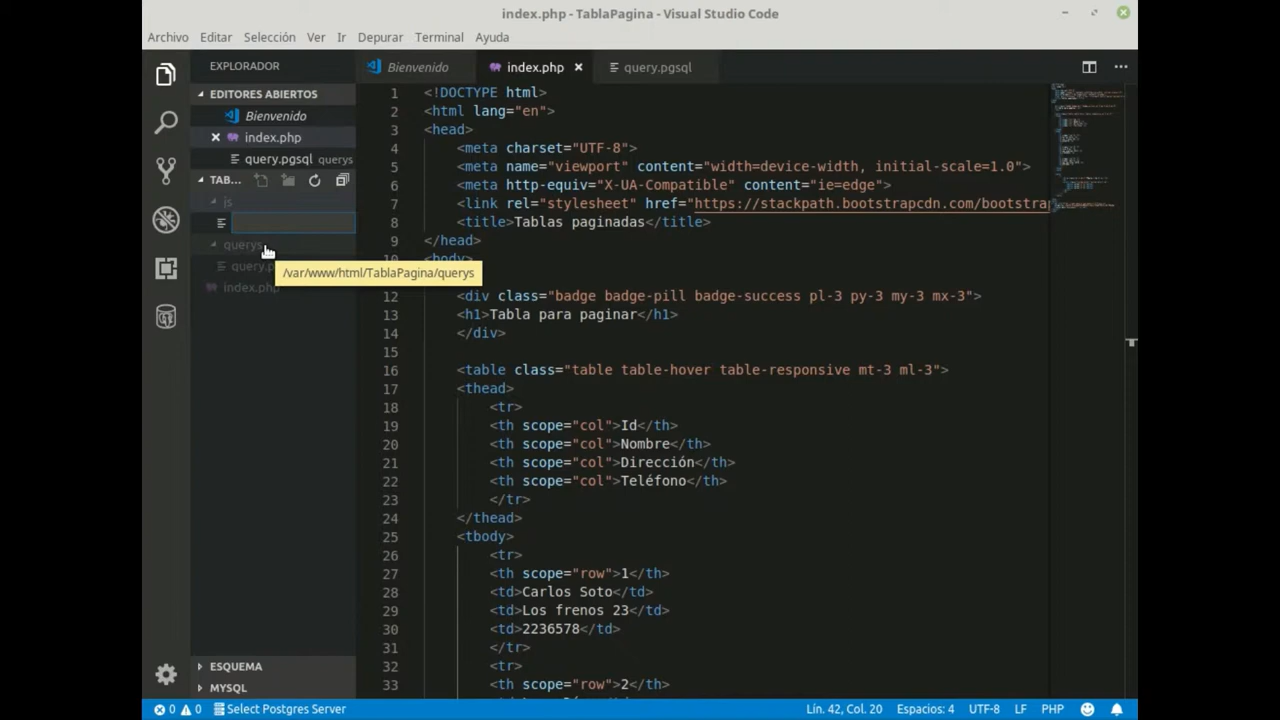 index.php - TablaPagina - Visual Studio Code
Archivo Editar Selección Ver Ir Depurar Terminal Ayuda
EXPLORADOR
Bienvenido index.php query.pgsql
EDITORES ABIERTOS
Bienvenido
index.php
query.pgsql querys
TAB...
js
querys
query.p
index.php
/var/www/html/TablaPagina/querys
ESQUEMA
MYSQL
1 <!DOCTYPE html>
2 <html lang="en">
3 <head>
4 <meta charset="UTF-8">
5 <meta name="viewport" content="width=device-width, initial-scale=1.0">
6 <meta http-equiv="X-UA-Compatible" content="ie=edge">
7 <link rel="stylesheet" href="https://stackpath.bootstrapcdn.com/bootstrap
8 <title>Tablas paginadas</title>
9 </head>
10 <body>
12 <div class="badge badge-pill badge-success pl-3 py-3 my-3 mx-3">
13 <h1>Tabla para paginar</h1>
14 </div>
15
16 <table class="table table-hover table-responsive mt-3 ml-3">
17 <thead>
18 <tr>
19 <th scope="col">Id</th>
20 <th scope="col">Nombre</th>
21 <th scope="col">Dirección</th>
22 <th scope="col">Teléfono</th>
23 </tr>
24 </thead>
25 <tbody>
26 <tr>
27 <th scope="row">1</th>
28 <td>Carlos Soto</td>
29 <td>Los frenos 23</td>
30 <td>2236578</td>
31 </tr>
32 <tr>
33 <th scope="row">2</th>
0 0 Select Postgres Server Lín. 42, Col. 20 Espacios: 4 UTF-8 LF PHP